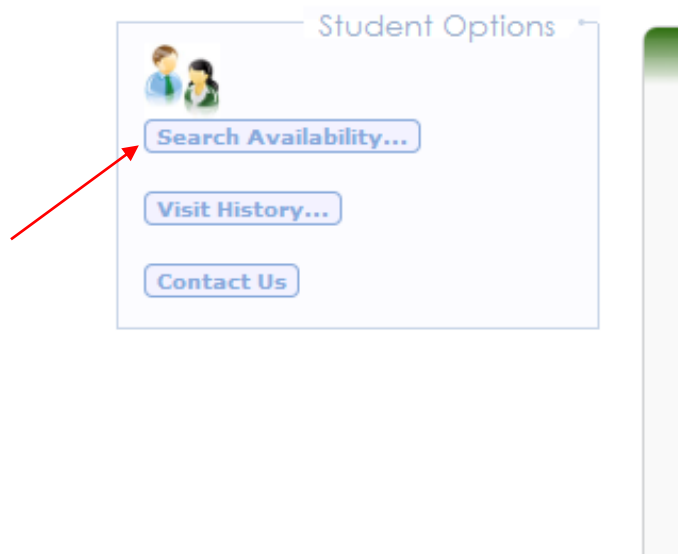 Student Options
Search Availability...
Visit History...
Contact Us